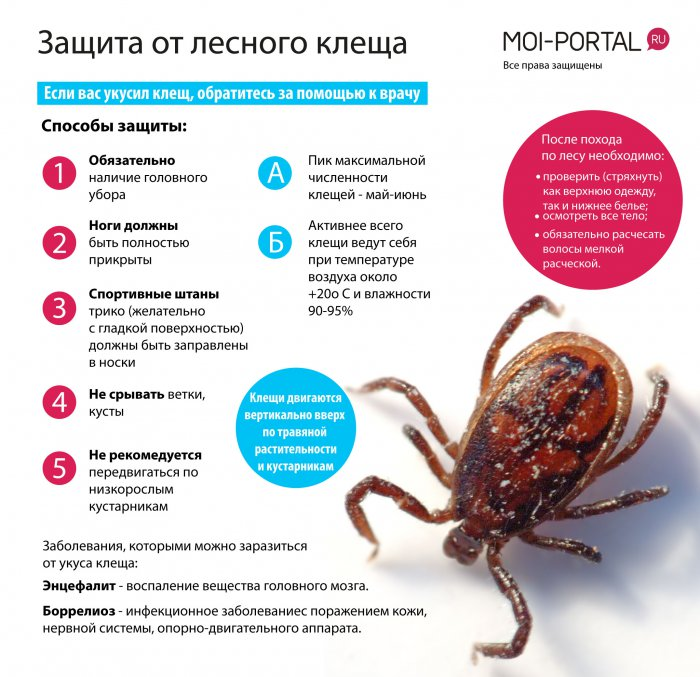 Защита от лесного клеща
MOI-PORTAL RU
Все права защищены
Если вас укусил клещ, обратитесь за помощью к врачу
Способы защиты:
1
Обязательно
наличие головного
убора
2
Ноги должны
быть полностью
прикрыты
3
Спортивные штаны
трико (желательно
с гладкой поверхностью)
должны быть заправлены
в носки
4
Не срывать ветки,
кусты
5
Не рекомедуется
передвигаться по
низкорослым
кустарникам
А
Пик максимальной
численности
клещей - май-июнь
Б
Активнее всего
клещи ведут себя
при температуре
воздуха около
+20о С и влажности
90-95%
После похода
по лесу необходимо:
• проверить (стряхнуть)
как верхнюю одежду,
так и нижнее белье;
• осмотреть все тело;
• обязательно расчесать
волосы мелкой
расческой.
Клещи двигаются
вертикально вверх
по травяной
растительности
и кустарникам
Заболевания, которыми можно заразиться
от укуса клеща:
Энцефалит - воспаление вещества головного мозга.
Боррелиоз - инфекционное заболеваниес поражением кожи,
нервной системы, опорно-двигательного аппарата.